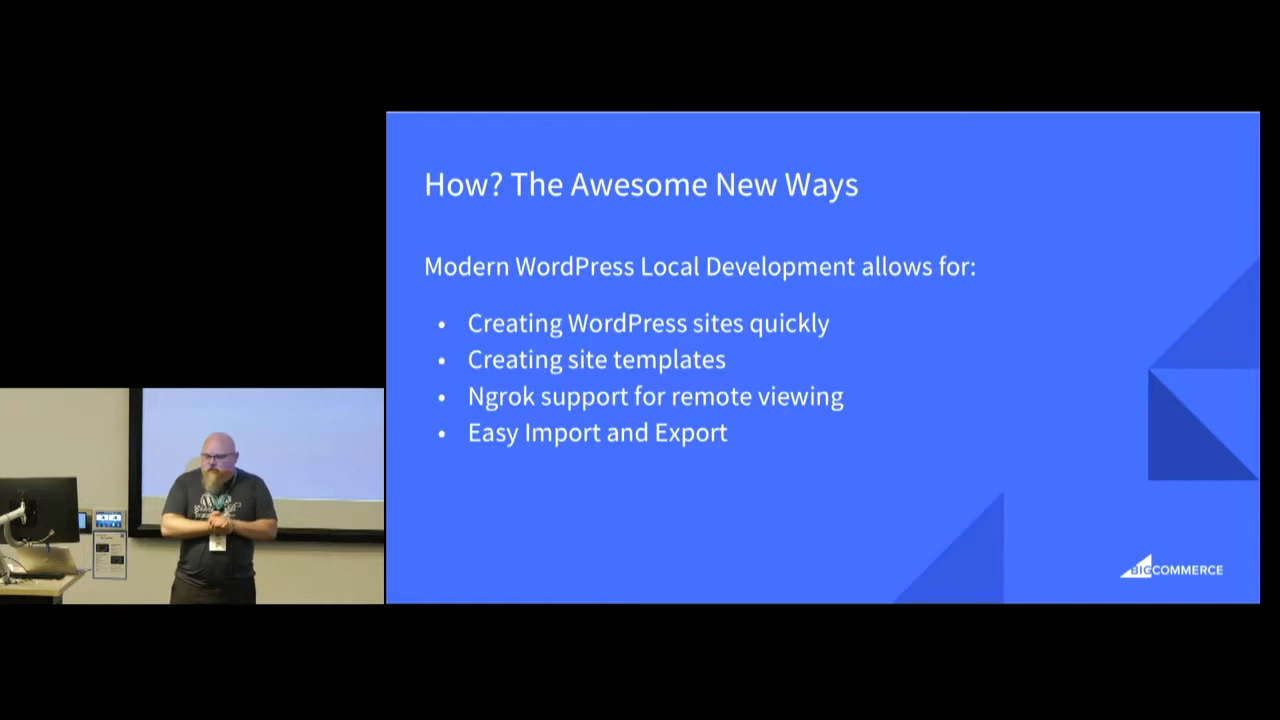 How? The Awesome New Ways
Modern WordPress Local Development allows for:
• Creating WordPress sites quickly
• Creating site templates
• Ngrok support for remote viewing
• Easy Import and Export
BIGCOMMERCE